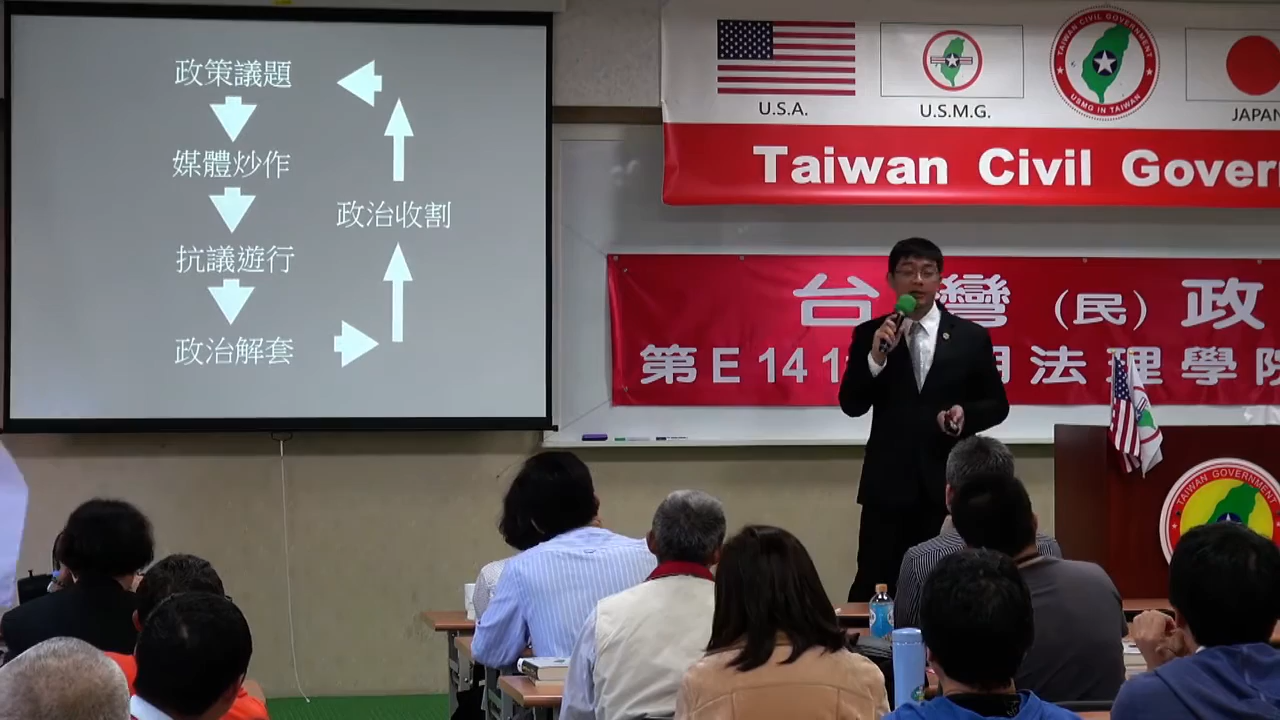 政策議題
媒體炒作
抗議遊行
政治解套
政治收割
U.S.A.
U.S.M.G.
TAIWAN CIVIL GOVERNMENT
USMG IN TAIWAN
JAPAN
Taiwan Civil Gover
台灣（民）政
第E141
法理學院
TAIWAN GOVERNMENT